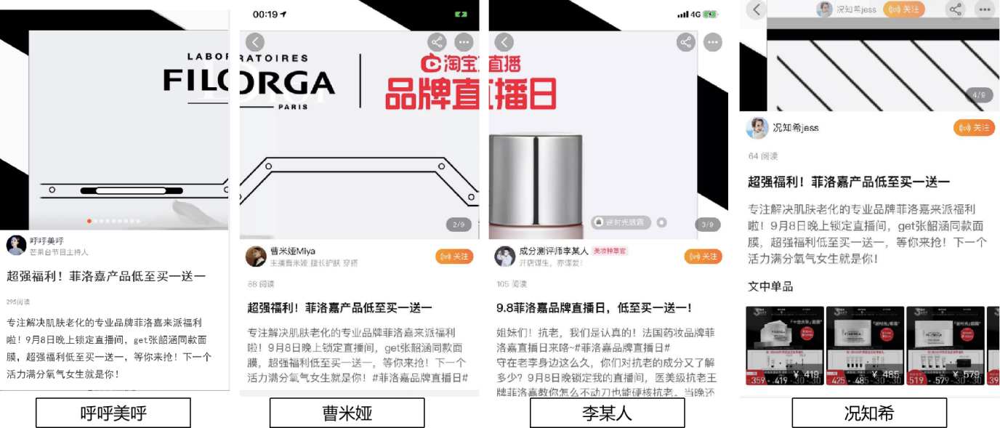 LABOR
FILO
呼呼美呼
芒果台节目主持人
超强福利！菲洛嘉产品低至买一送一
295阅读
专注解决肌肤老化的专业品牌菲洛嘉来派福利
啦！9月8日晚上锁定直播间，get张韶涵同款面
膜，超强福利低至买一送一，等你来抢！下一个
活力满分氧气女生就是你！
呼呼美呼
00:19
RATOIRES
ORGA
PARIS
淘宝
品牌直
2/9
曹米娅Miya
主播曹米娅 擅长护肤 穿搭
关注
88 阅读
超强福利！菲洛嘉产品低至买一送一
专注解决肌肤老化的专业品牌菲洛嘉来派福利
啦！9月8日晚上锁定直播间，get张韶涵同款面
膜，超强福利低至买一送一，等你来抢！下一个
活力满分氧气女生就是你！#菲洛嘉品牌直播日#
曹米娅
4G
直播
播日
逆时光眼霜
3/9
成分测评师李某人 美妆种草官
开店谋生，亦谋爱！
关注
105 阅读
9.8菲洛嘉品牌直播日，低至买一送一！
姐妹们！抗老，我们是认真的！法国药妆品牌菲
洛嘉直播日来咯~#菲洛嘉品牌直播日#
守在老李身边这么久，你们对抗老的成分又了解
多少？9月8日晚锁定我的直播间，医美级抗老王
牌菲洛嘉教你怎么不动刀也能硬核抗老。当晚还
李某人
况知希jess
关注
4/9
况知希jess
关注
64 阅读
超强福利！菲洛嘉产品低至买一送一
专注解决肌肤老化的专业品牌菲洛嘉来派福利
啦！9月8日晚上锁定直播间，get张韶涵同款面
膜，超强福利低至买一送一，等你来抢！下一个
活力满分氧气女生就是你！
文中单品
FILORGA
359 419 ¥ 419
FILORGA
425 485 ¥ 485
FILORGA
519 579 ¥ 579
况知希